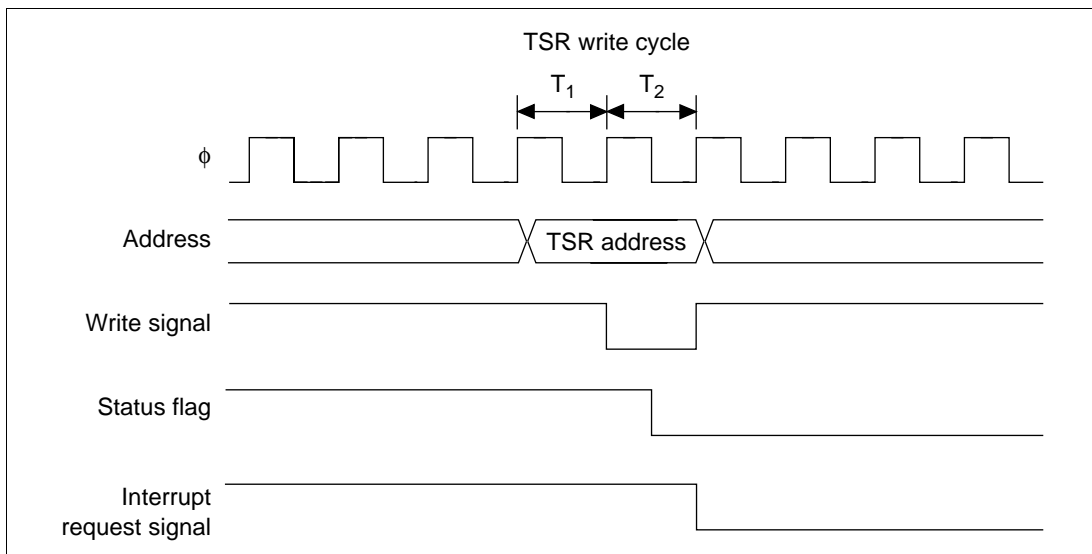 TSR write cycle
T1 T2
ϕ
Address
TSR address
Write signal
Status flag
Interrupt
request signal